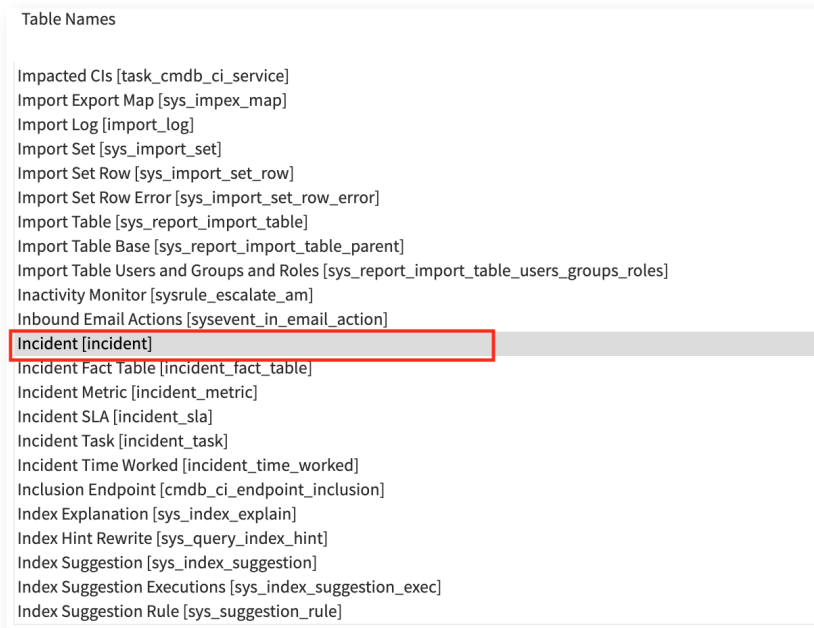 Table Names
Impacted CIs [task_cmdb_ci_service]
Import Export Map [sys_impex_map]
Import Log [import_log]
Import Set [sys_import_set]
Import Set Row [sys_import_set_row]
Import Set Row Error [sys_import_set_row_error]
Import Table [sys_report_import_table]
Import Table Base [sys_report_import_table_parent]
Import Table Users and Groups and Roles [sys_report_import_table_users_groups_roles]
Inactivity Monitor [sysrule_escalate_am]
Inbound Email Actions [sysevent_in_email_action]
Incident [incident]
Incident Fact Table [incident_fact_table]
Incident Metric [incident_metric]
Incident SLA [incident_sla]
Incident Task [incident_task]
Incident Time Worked [incident_time_worked]
Inclusion Endpoint [cmdb_ci_endpoint_inclusion]
Index Explanation [sys_index_explain]
Index Hint Rewrite [sys_query_index_hint]
Index Suggestion [sys_index_suggestion]
Index Suggestion Executions [sys_index_suggestion_exec]
Index Suggestion Rule [sys_suggestion_rule]